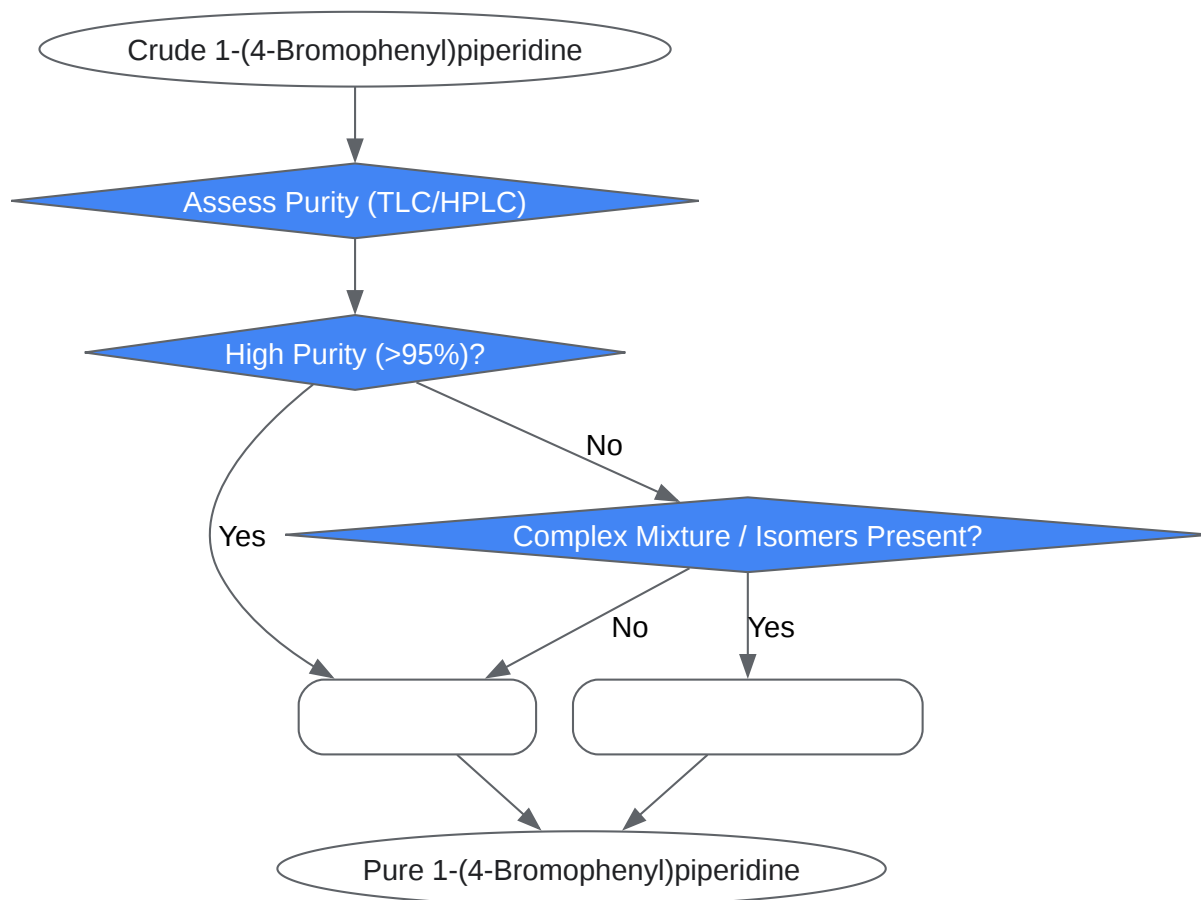 Crude 1-(4-Bromophenyl)piperidine
Assess Purity (TLC/HPLC)
High Purity (>95%)?
No
Yes
Complex Mixture / Isomers Present?
No
Yes
Pure 1-(4-Bromophenyl)piperidine